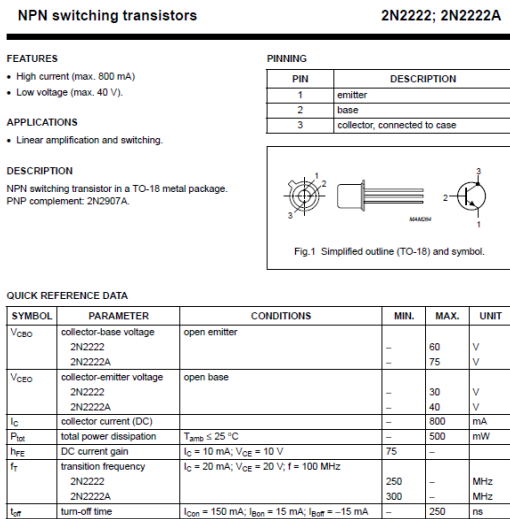 NPN switching transistors 2N2222; 2N2222A
FEATURES
• High current (max. 800 mA)
• Low voltage (max. 40 V).
APPLICATIONS
• Linear amplification and switching.
DESCRIPTION
NPN switching transistor in a TO-18 metal package.
PNP complement: 2N2907A.
PINNING
PIN DESCRIPTION
1 emitter
2 base
3 collector, connected to case
1
2
3
MAM264
3
2
1
Fig.1 Simplified outline (TO-18) and symbol.
QUICK REFERENCE DATA
SYMBOL PARAMETER CONDITIONS MIN. MAX. UNIT
VCBO collector-base voltage open emitter
2N2222 – 60 V
2N2222A – 75 V
VCEO collector-emitter voltage open base
2N2222 – 30 V
2N2222A – 40 V
IC collector current (DC) – 800 mA
Ptot total power dissipation Tamb ≤ 25 °C – 500 mW
hFE DC current gain IC = 10 mA; VCE = 10 V 75 –
fT transition frequency IC = 20 mA; VCE = 20 V; f = 100 MHz
2N2222 250 – MHz
2N2222A 300 – MHz
toff turn-off time ICon = 150 mA; IBon = 15 mA; IBoff = –15 mA – 250 ns